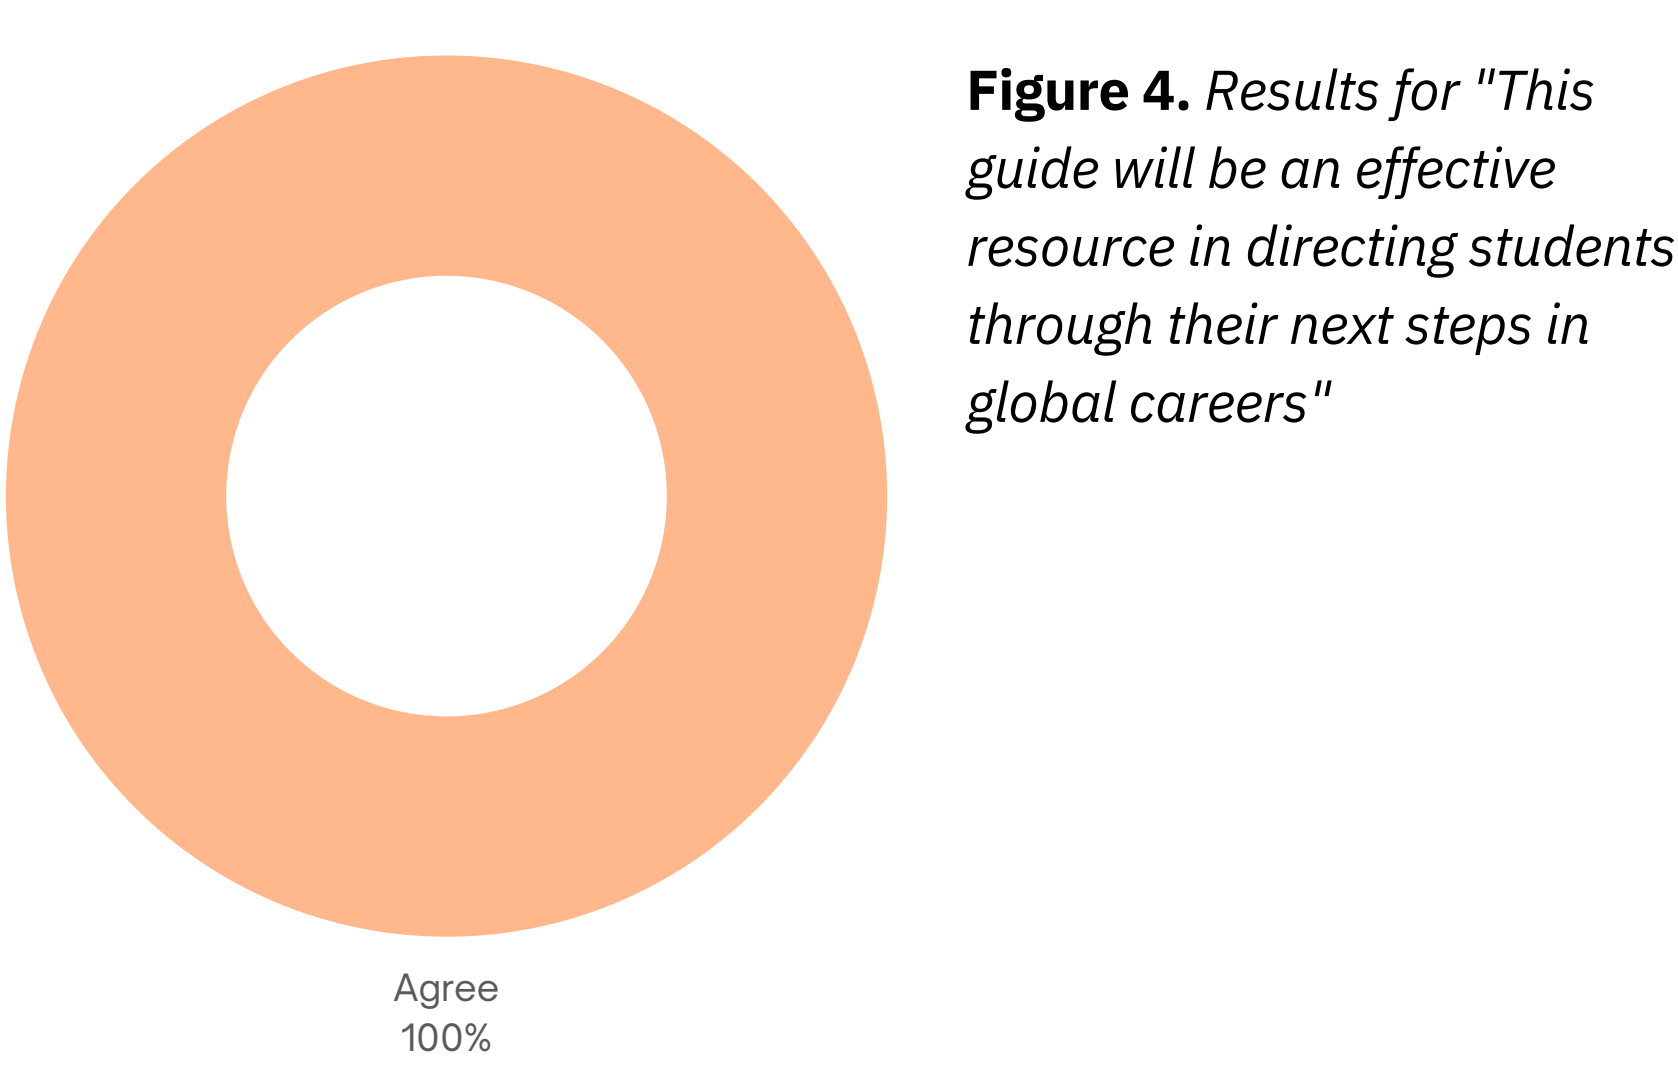 Figure 4. Results for "This
guide will be an effective
resource in directing students
through their next steps in
global careers"
Agree
100%